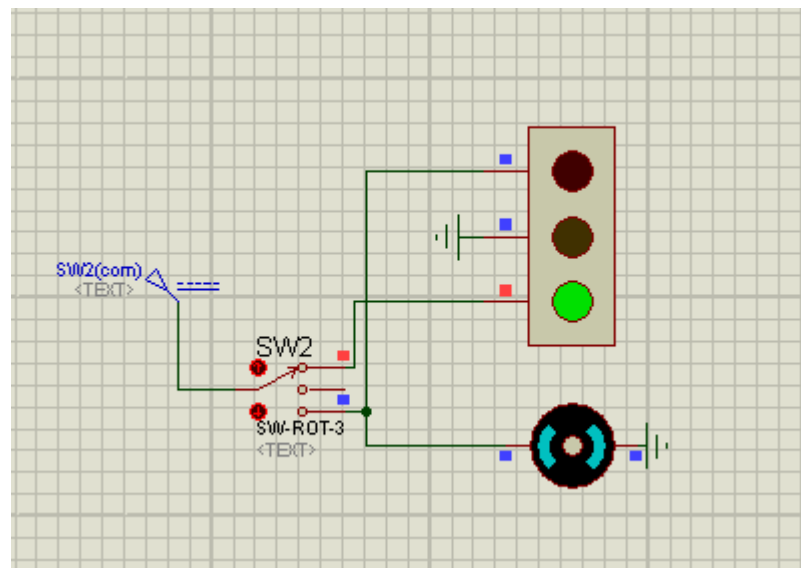 SW2(com)
<TEXT>
SW2
SW-ROT-3
<TEXT>